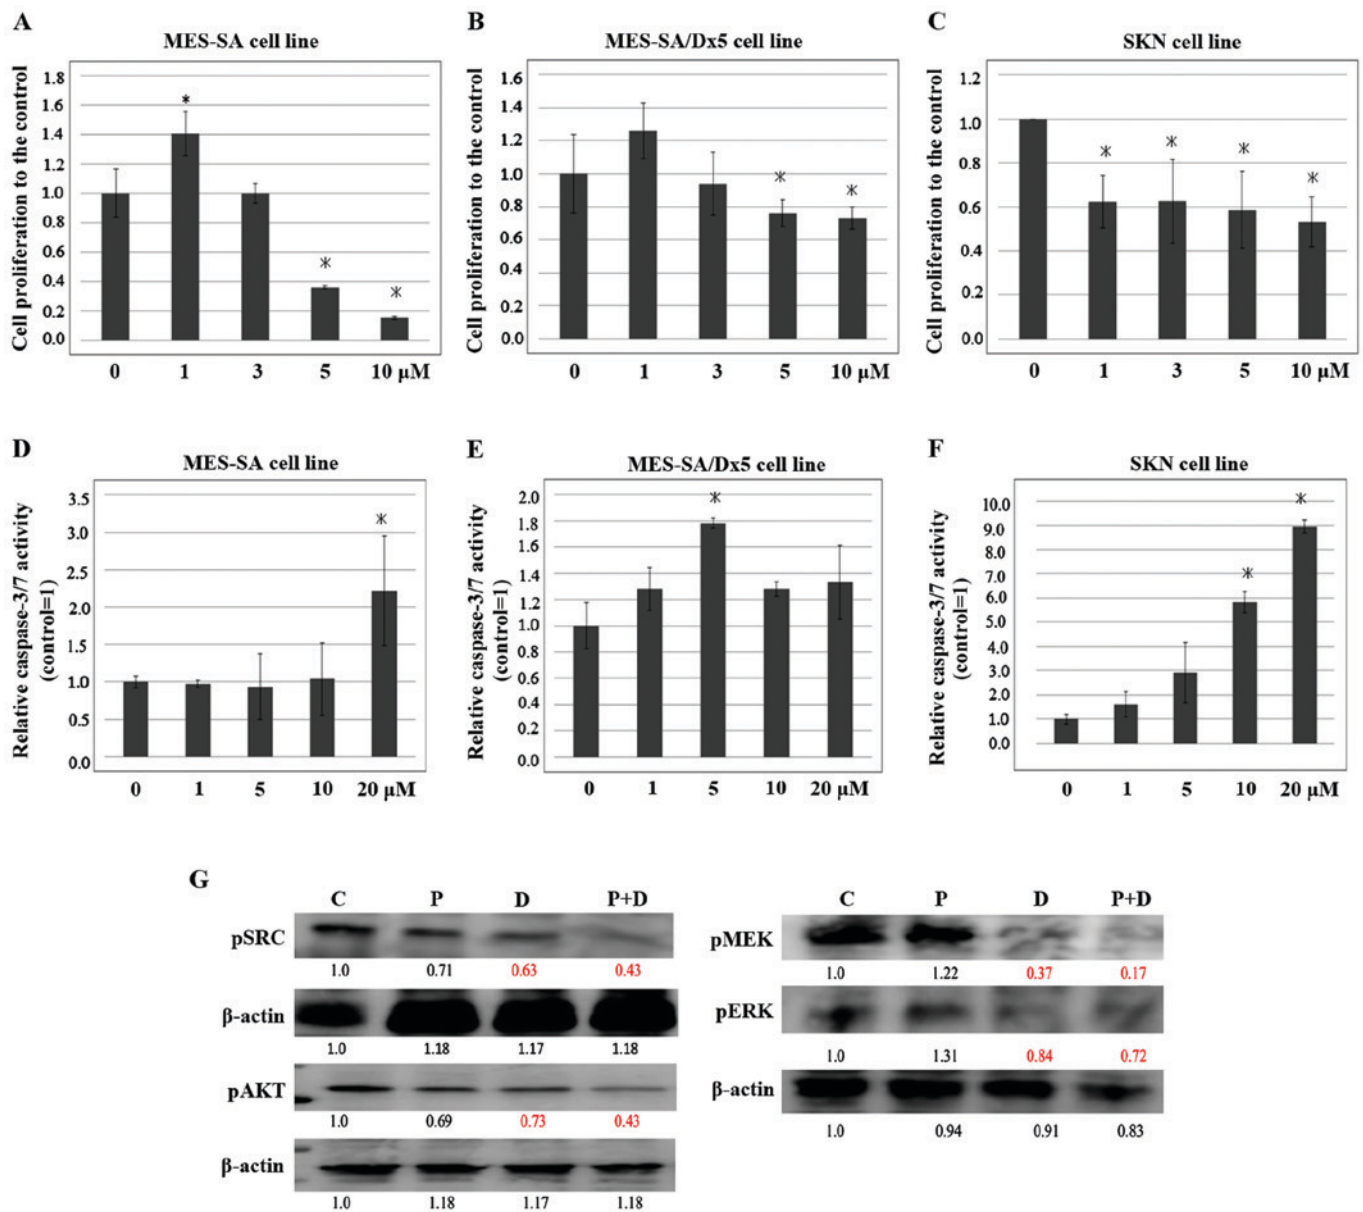 A
MES-SA cell line
Cell proliferation to the control
1.8
1.6
1.4
1.2
1.0
0.8
0.6
0.4
0.2
0.0
*
*
*
0 1 3 5 10 µM
B
MES-SA/Dx5 cell line
Cell proliferation to the control
1.6
1.4
1.2
1.0
0.8
0.6
0.4
0.2
0.0
*
*
0 1 3 5 10 µM
C
SKN cell line
Cell proliferation to the control
1.2
1.0
0.8
0.6
0.4
0.2
0.0
*
*
*
*
0 1 3 5 10 µM
D
MES-SA cell line
Relative caspase-3/7 activity
(control=1)
3.5
3.0
2.5
2.0
1.5
1.0
0.5
0.0
*
0 1 5 10 20 µM
E
MES-SA/Dx5 cell line
Relative caspase-3/7 activity
(control=1)
2.0
1.8
1.6
1.4
1.2
1.0
0.8
0.6
0.4
0.2
0.0
*
0 1 5 10 20 µM
F
SKN cell line
Relative caspase-3/7 activity
(control=1)
10.0
9.0
8.0
7.0
6.0
5.0
4.0
3.0
2.0
1.0
0.0
*
*
0 1 5 10 20 µM
G
C P D P+D
pSRC
1.0 0.71 0.63 0.43
β-actin
1.0 1.18 1.17 1.18
pAKT
1.0 0.69 0.73 0.43
β-actin
1.0 1.18 1.17 1.18
C P D P+D
pMEK
1.0 1.22 0.37 0.17
pERK
1.0 1.31 0.84 0.72
β-actin
1.0 0.94 0.91 0.83